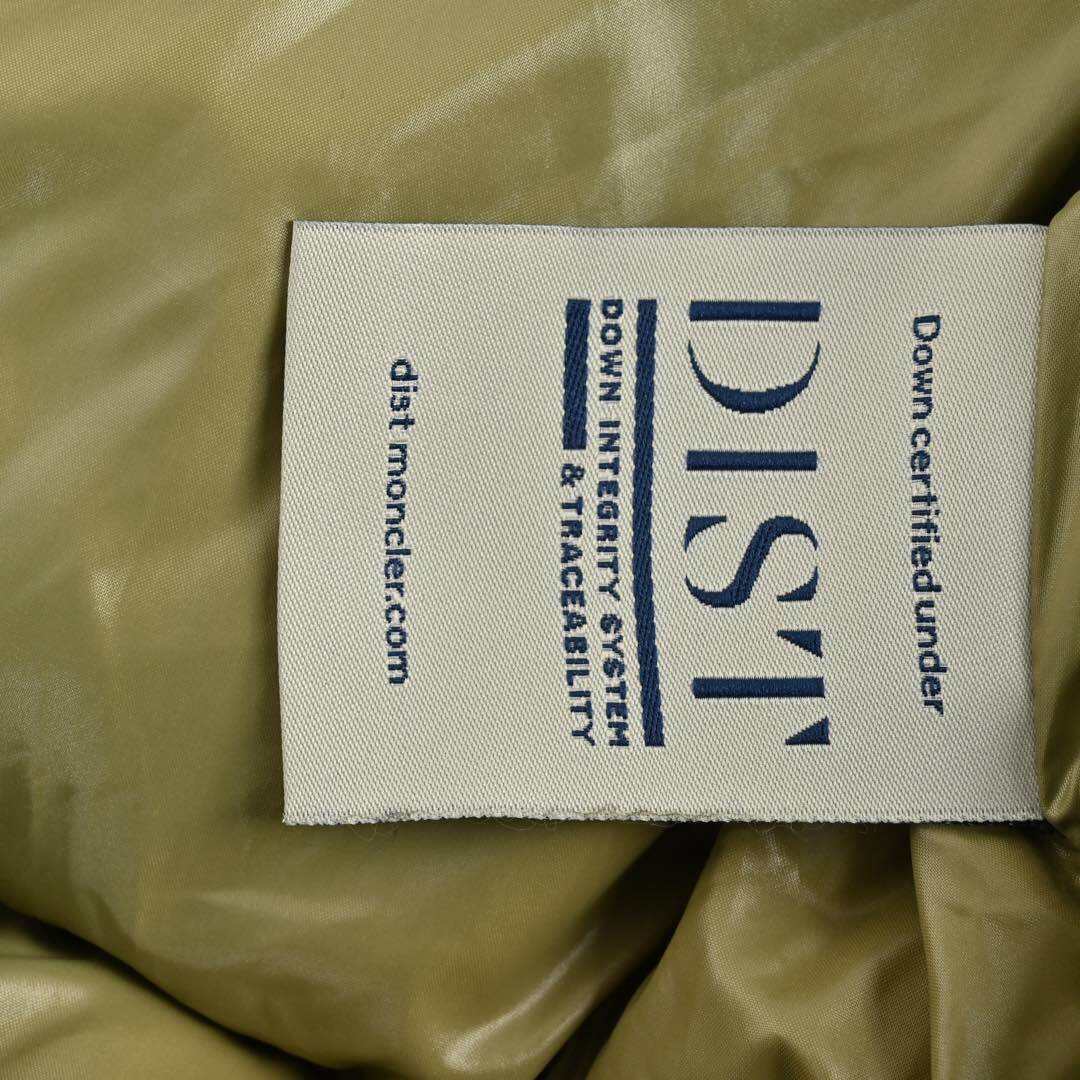 Down certified under
DIST
DOWN INTEGRITY SYSTEM
& TRACEABILITY
dist moncler.com